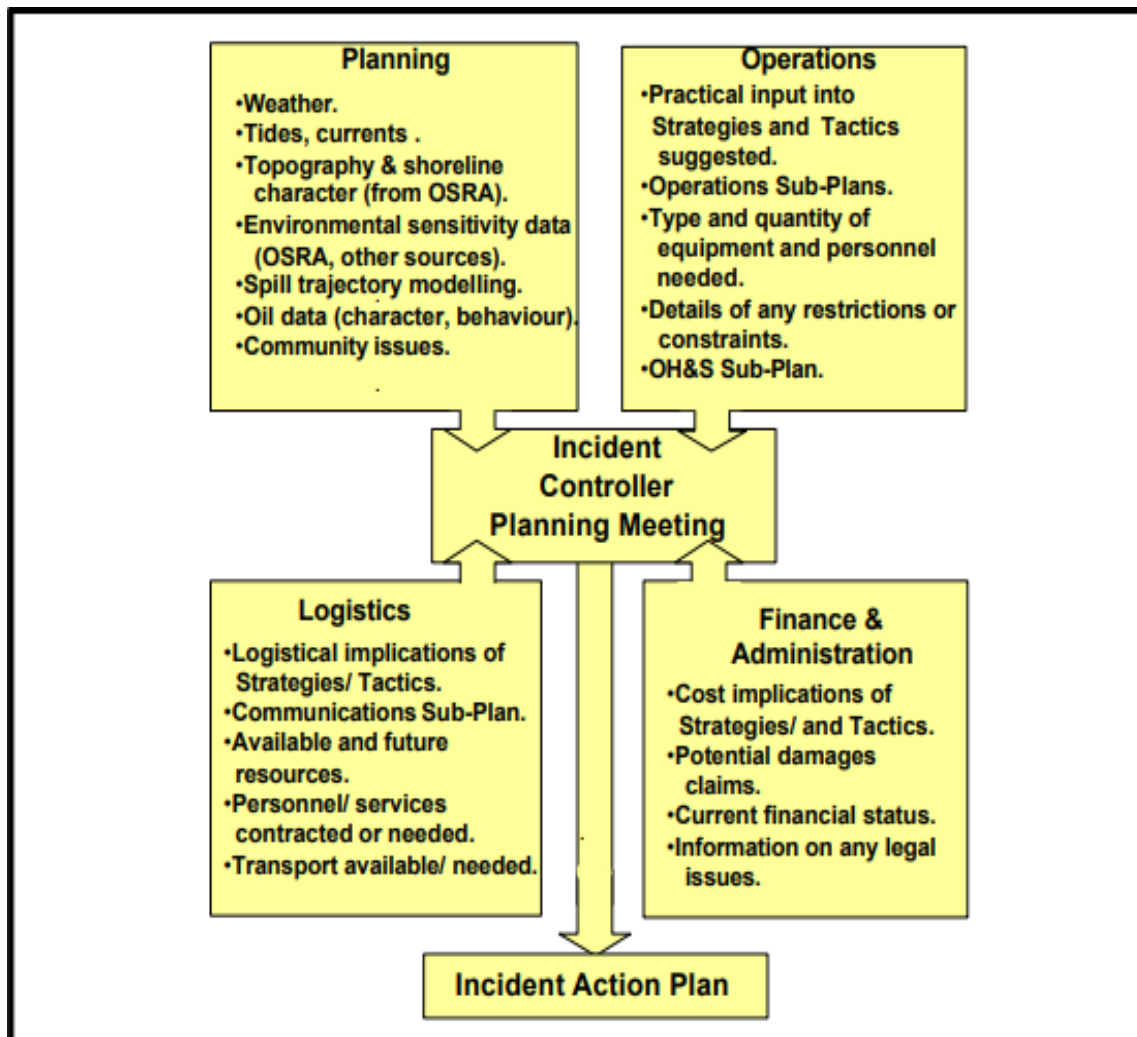 Planning
•Weather.
•Tides, currents .
•Topography & shoreline
character (from OSRA).
•Environmental sensitivity data
(OSRA, other sources).
•Spill trajectory modelling.
•Oil data (character, behaviour).
•Community issues.
Operations
•Practical input into
Strategies and Tactics
suggested.
•Operations Sub-Plans.
•Type and quantity of
equipment and personnel
needed.
•Details of any restrictions or
constraints.
•OH&S Sub-Plan.
Incident
Controller
Planning Meeting
Logistics
•Logistical implications of
Strategies/ Tactics.
•Communications Sub-Plan.
•Available and future
resources.
•Personnel/ services
contracted or needed.
•Transport available/ needed.
Finance &
Administration
•Cost implications of
Strategies/ and Tactics.
•Potential damages
claims.
•Current financial status.
•Information on any legal
issues.
Incident Action Plan